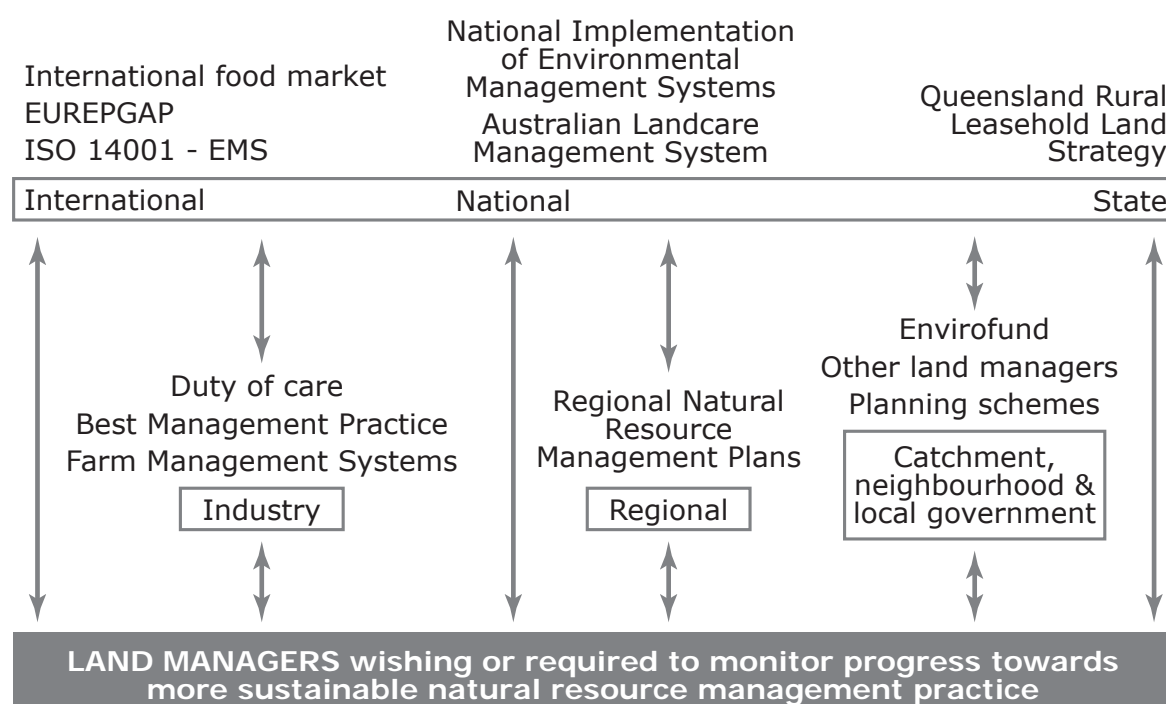 International food market
EUREPGAP
ISO 14001 - EMS
National Implementation
of Environmental
Management Systems
Australian Landcare
Management System
Queensland Rural
Leasehold Land
Strategy
International
National
State
Duty of care
Best Management Practice
Farm Management Systems
Industry
Regional Natural
Resource
Management Plans
Regional
Envirofund
Other land managers
Planning schemes
Catchment,
neighbourhood &
local government
LAND MANAGERS wishing or required to monitor progress towards
more sustainable natural resource management practice